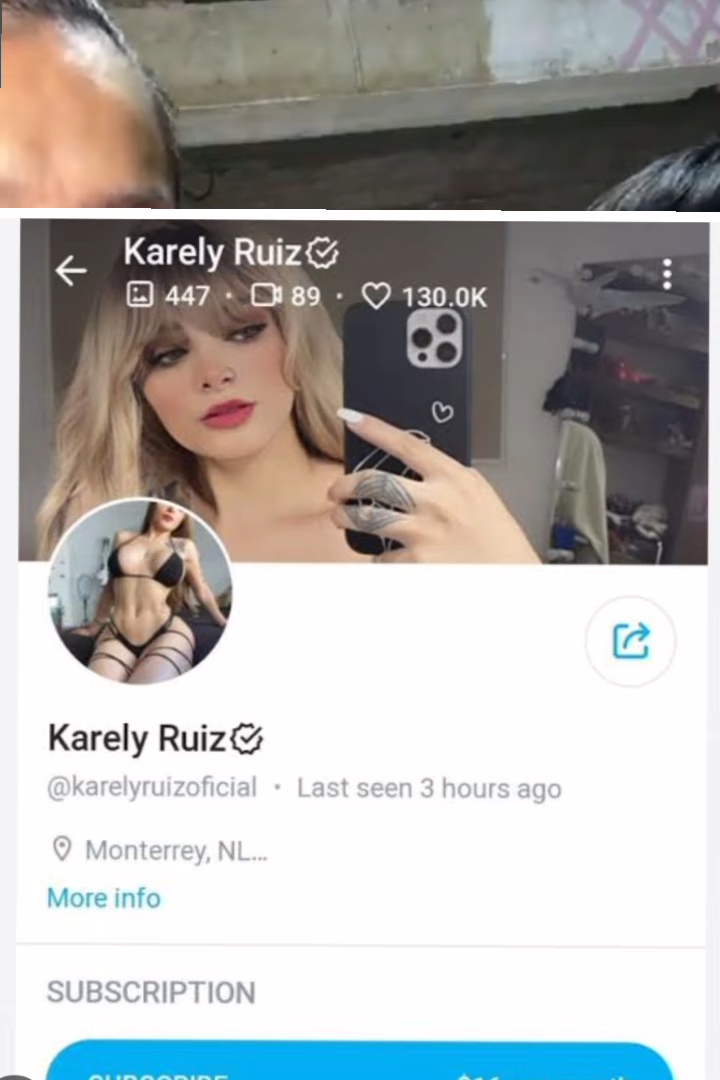 Karely Ruiz
447 · 89 · 130.0K
Karely Ruiz
@karelyruizoficial · Last seen 3 hours ago
Monterrey, NL...
More info
SUBSCRIPTION
SUBSCRIBE